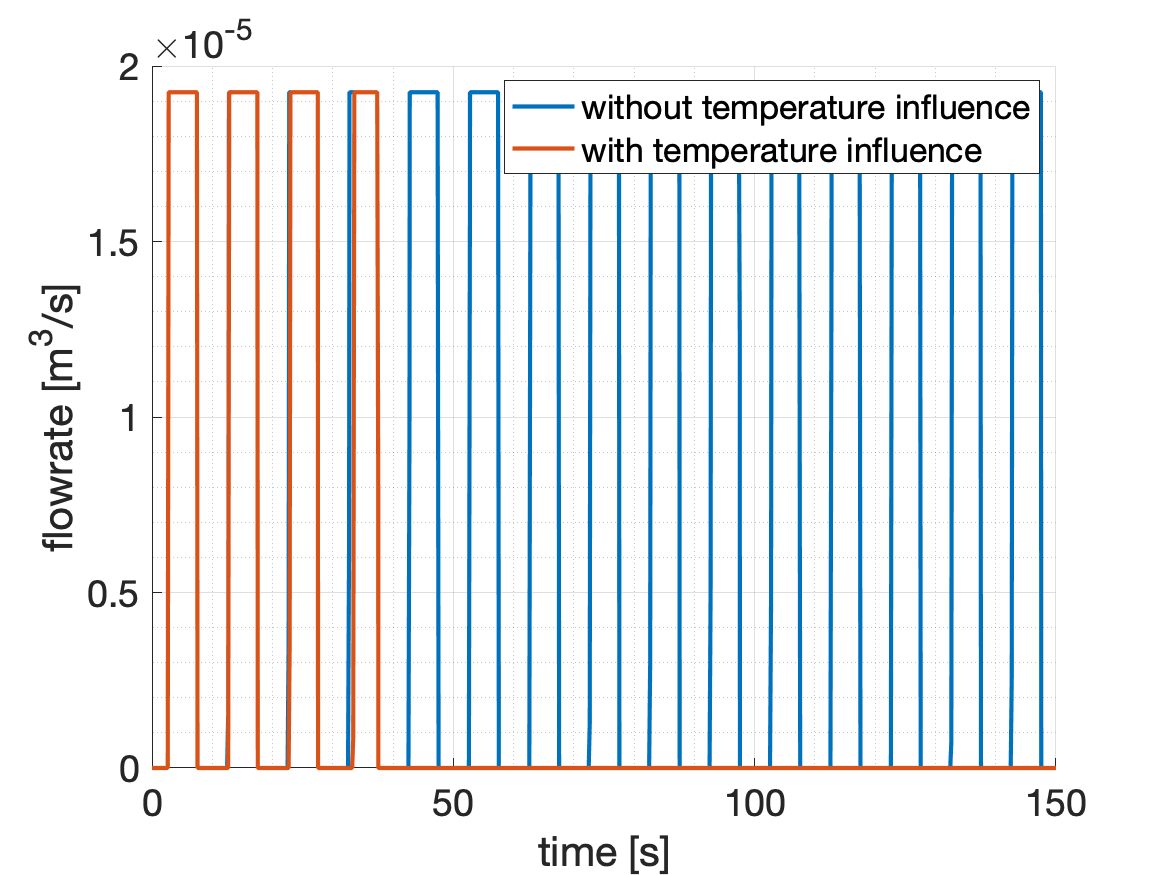 ×10⁻⁵
2
1.5
1
0.5
0
flowrate [m³/s]
without temperature influence
with temperature influence
0 50 100 150
time [s]